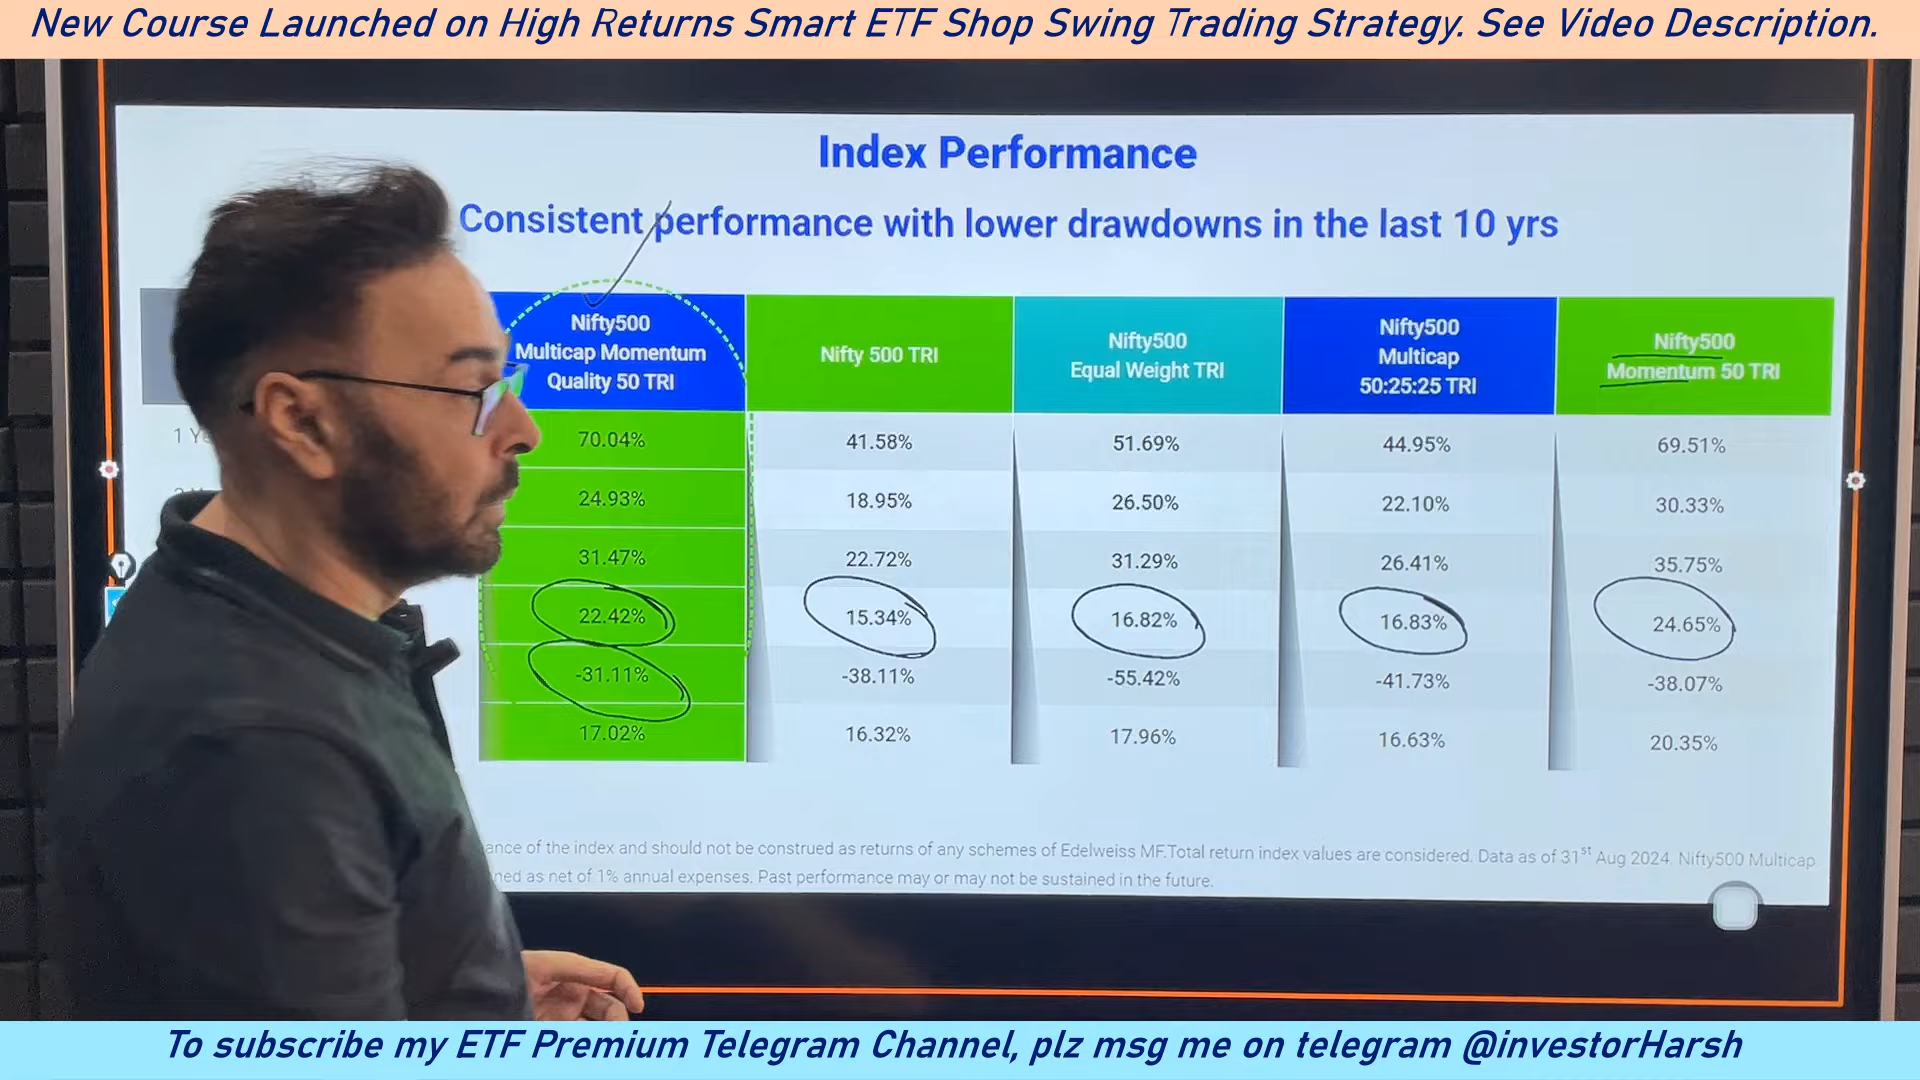 New Course Launched on High Returns Smart ETF Shop Swing Trading Strategy. See Video Description.
Index Performance
Consistent performance with lower drawdowns in the last 10 yrs
Nifty500
Multicap Momentum
Quality 50 TRI
Nifty 500 TRI
Nifty500
Equal Weight TRI
Nifty500
Multicap
50:25:25 TRI
Nifty500
Momentum 50 TRI
1
70.04% 41.58% 51.69% 44.95% 69.51%
24.93% 18.95% 26.50% 22.10% 30.33%
31.47% 22.72% 31.29% 26.41% 35.75%
22.42% 15.34% 16.82% 16.83% 24.65%
-31.11% -38.11% -55.42% -41.73% -38.07%
17.02% 16.32% 17.96% 16.63% 20.35%
of the index and should not be construed as returns of any schemes of Edelweiss MF.Total return index values are considered. Data as of 31st Aug 2024. Nifty500 Multicap
as net of 1% annual expenses. Past performance may or may not be sustained in the future.
To subscribe my ETF Premium Telegram Channel, plz msg me on telegram @investorHarsh